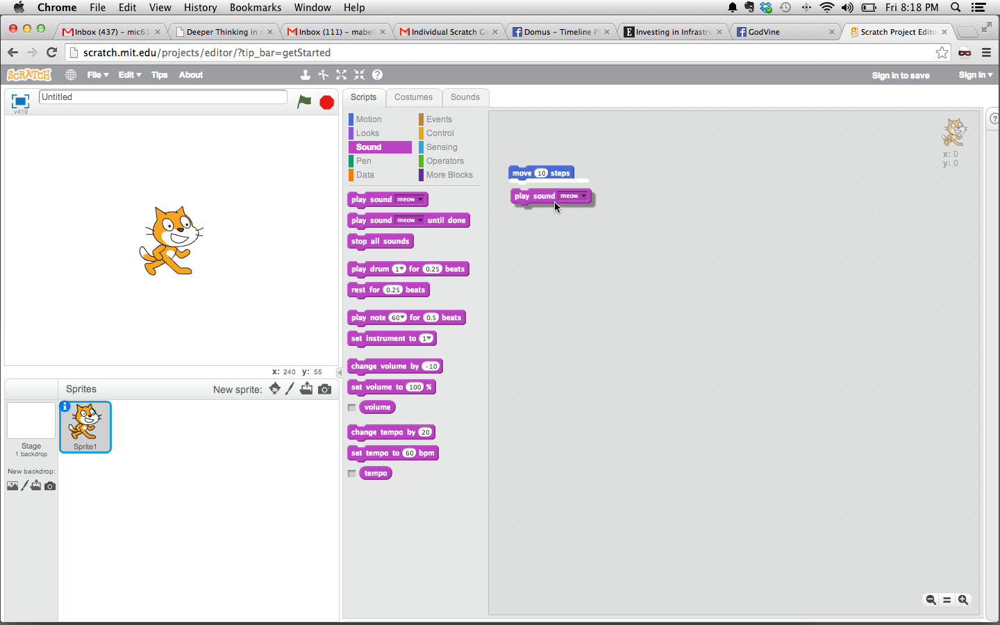 Chrome File Edit View History Bookmarks Window Help Fri 8:18 PM
Inbox (437) – mic61 Deeper Thinking in Inbox (111) – mabel Individual Scratch Ga Domus – Timeline Investing in Infrastru GodVine Scratch Project Edito
scratch.mit.edu/projects/editor/?tip_bar=getStarted
SCRATCH File Edit Tips About Sign in to save Sign in
v419
Untitled
Scripts Costumes Sounds
Motion Events
Looks Control
Sound Sensing
Pen Operators
Data More Blocks
x: 0
y: 0
move 10 steps
play sound meow
play sound meow
play sound meow until done
stop all sounds
play drum 1 for 0.25 beats
rest for 0.25 beats
play note 60 for 0.5 beats
set instrument to 1
change volume by -10
set volume to 100 %
volume
change tempo by 20
set tempo to 60 bpm
tempo
x: 240 y: 55
Sprites New sprite:
Stage
1 backdrop
New backdrop:
Sprite1